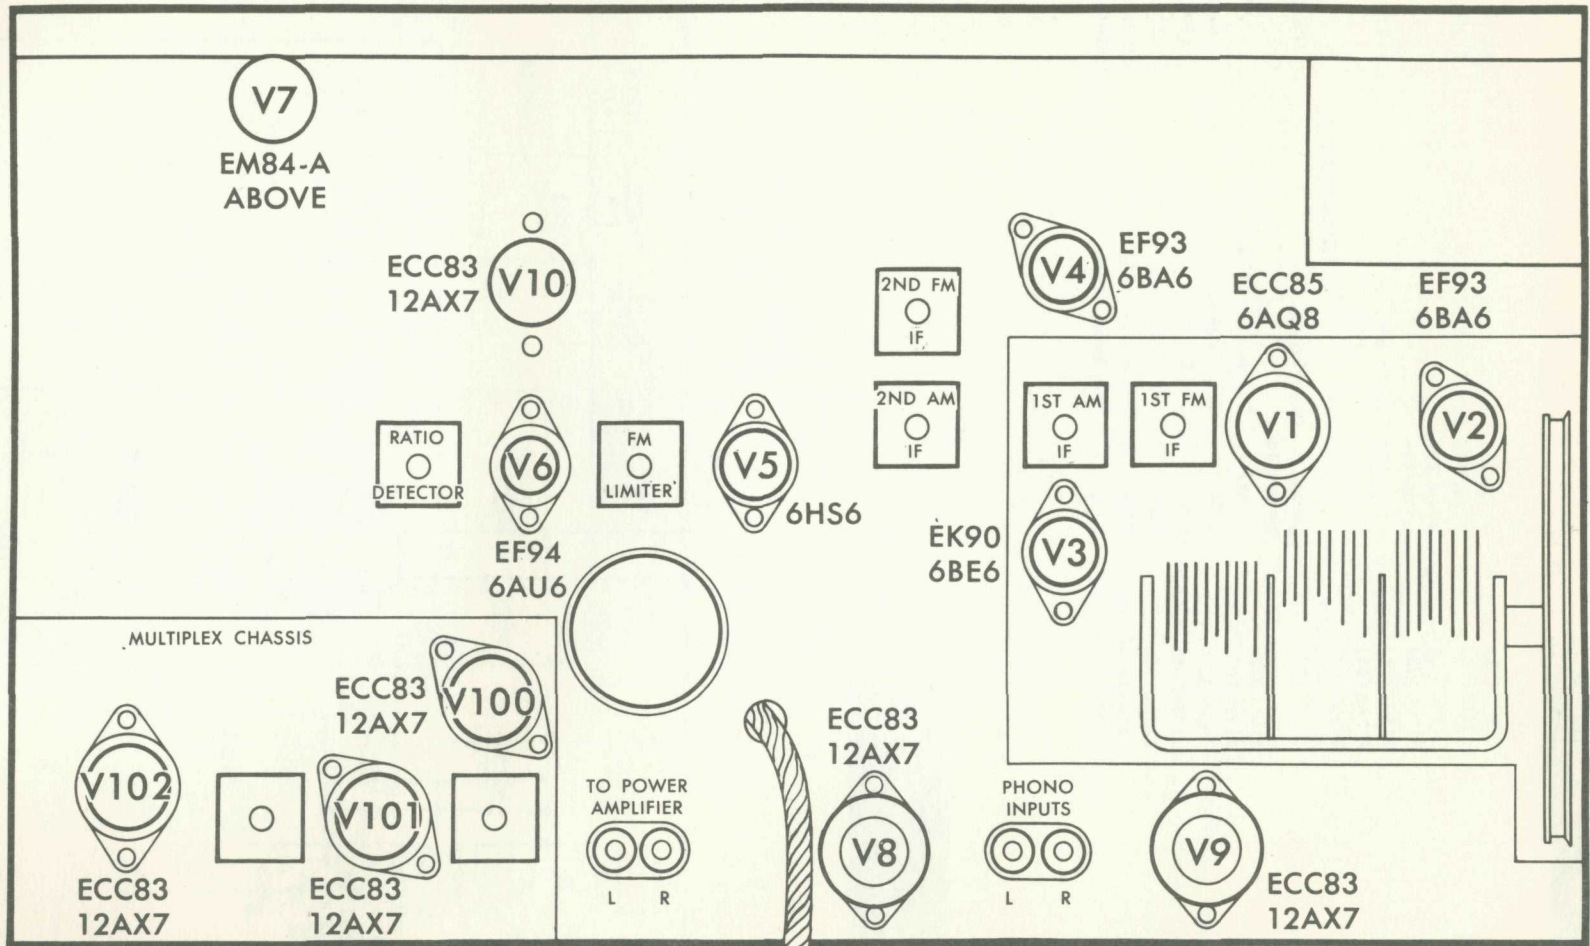 V7
EM84-A
ABOVE
ECC83
12AX7
V10
2ND FM
IF
V4
EF93
6BA6
ECC85
6AQ8
EF93
6BA6
RATIO
DETECTOR
V6
EF94
6AU6
FM
LIMITER
V5
6HS6
2ND AM
IF
1ST AM
IF
1ST FM
IF
V1
V2
EK90
6BE6
V3
MULTIPLEX CHASSIS
ECC83
12AX7
V100
V102
ECC83
12AX7
V101
ECC83
12AX7
TO POWER
AMPLIFIER
L R
ECC83
12AX7
V8
PHONO
INPUTS
L R
V9
ECC83
12AX7